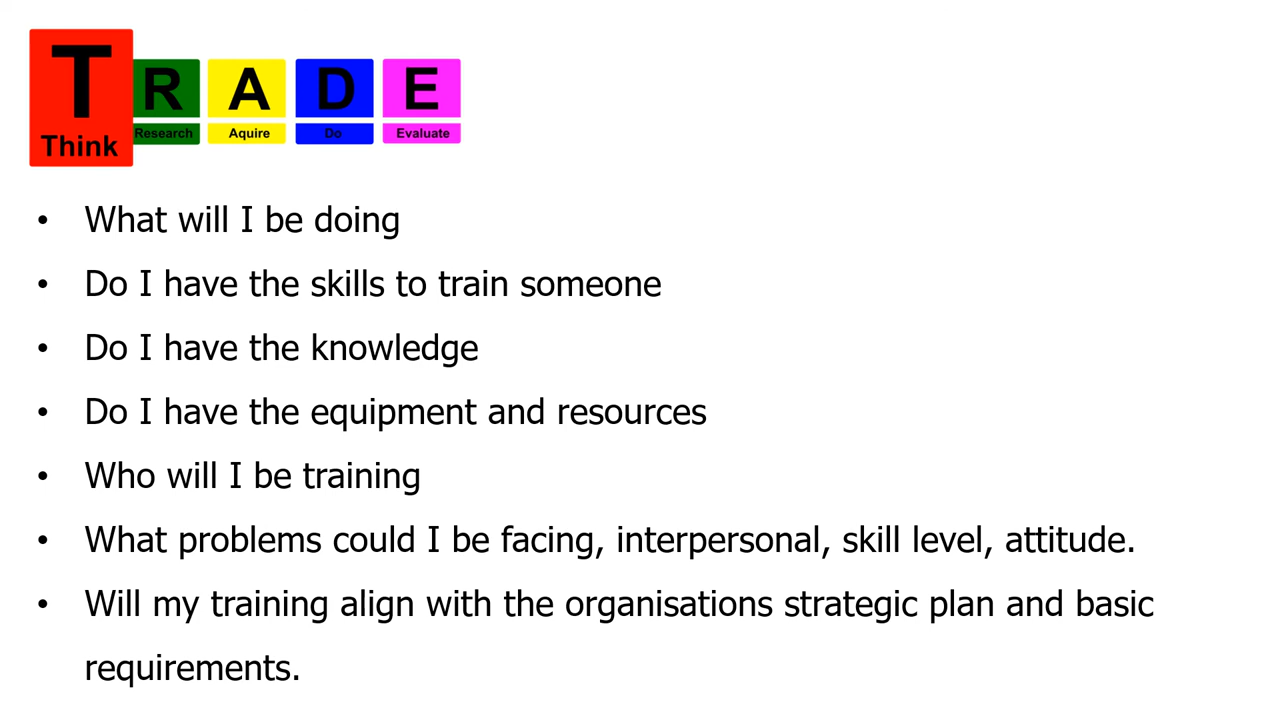 T R A D E
Think Research Aquire Do Evaluate
• What will I be doing
• Do I have the skills to train someone
• Do I have the knowledge
• Do I have the equipment and resources
• Who will I be training
• What problems could I be facing, interpersonal, skill level, attitude.
• Will my training align with the organisations strategic plan and basic
requirements.